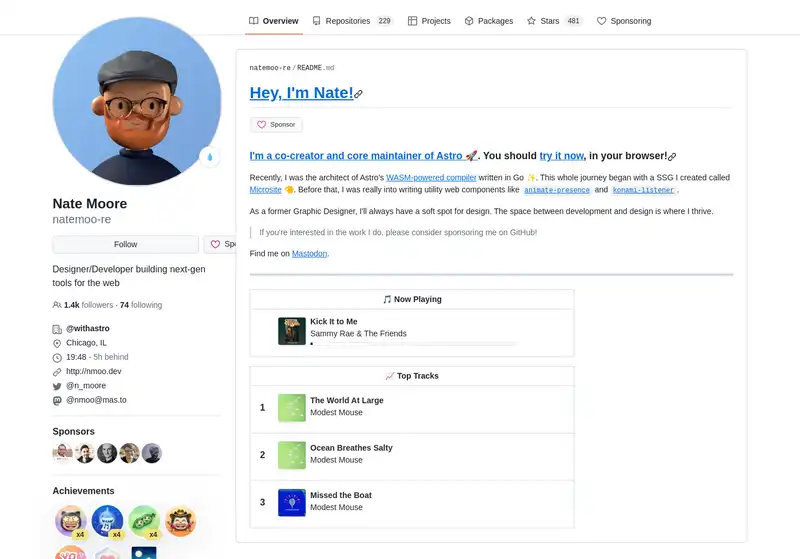 Overview
Repositories 229
Projects
Packages
Stars 481
Sponsoring
Nate Moore
natemoo-re
Follow
Designer/Developer building next-gen
tools for the web
1.4k followers · 74 following
@withastro
Chicago, IL
19:48 - 5h behind
http://nmoo.dev
@n_moore
@nmoo@mas.to
Sponsors
Achievements
x4
x4
x4
natemoo-re / README.md
Hey, I'm Nate!
Sponsor
I'm a co-creator and core maintainer of Astro 🚀. You should try it now, in your browser!
Recently, I was the architect of Astro's WASM-powered compiler written in Go ✨. This whole journey began with a SSG I created called
Microsite 🤏. Before that, I was really into writing utility web components like animate-presence and konami-listener.
As a former Graphic Designer, I'll always have a soft spot for design. The space between development and design is where I thrive.
If you're interested in the work I do, please consider sponsoring me on GitHub!
Find me on Mastodon.
🎵 Now Playing
Kick It to Me
Sammy Rae & The Friends
📈 Top Tracks
1
The World At Large
Modest Mouse
2
Ocean Breathes Salty
Modest Mouse
3
Missed the Boat
Modest Mouse